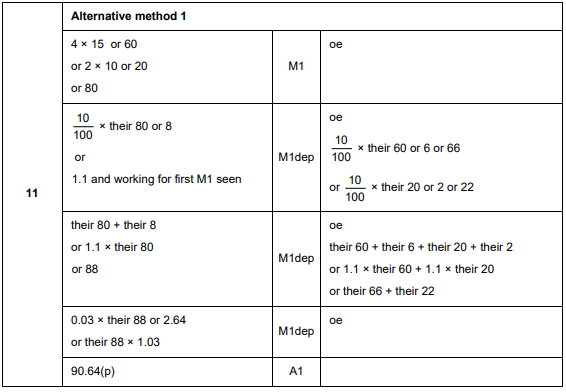 Alternative method 1
11
4 × 15 or 60
or 2 × 10 or 20
or 80
M1
oe
10
100
× their 80 or 8
or
1.1 and working for first M1 seen
M1dep
oe
10
100
× their 60 or 6 or 66
or 10
100
× their 20 or 2 or 22
their 80 + their 8
or 1.1 × their 80
or 88
M1dep
oe
their 60 + their 6 + their 20 + their 2
or 1.1 × their 60 + 1.1 × their 20
or their 66 + their 22
0.03 × their 88 or 2.64
or their 88 × 1.03
M1dep
oe
90.64(p)
A1